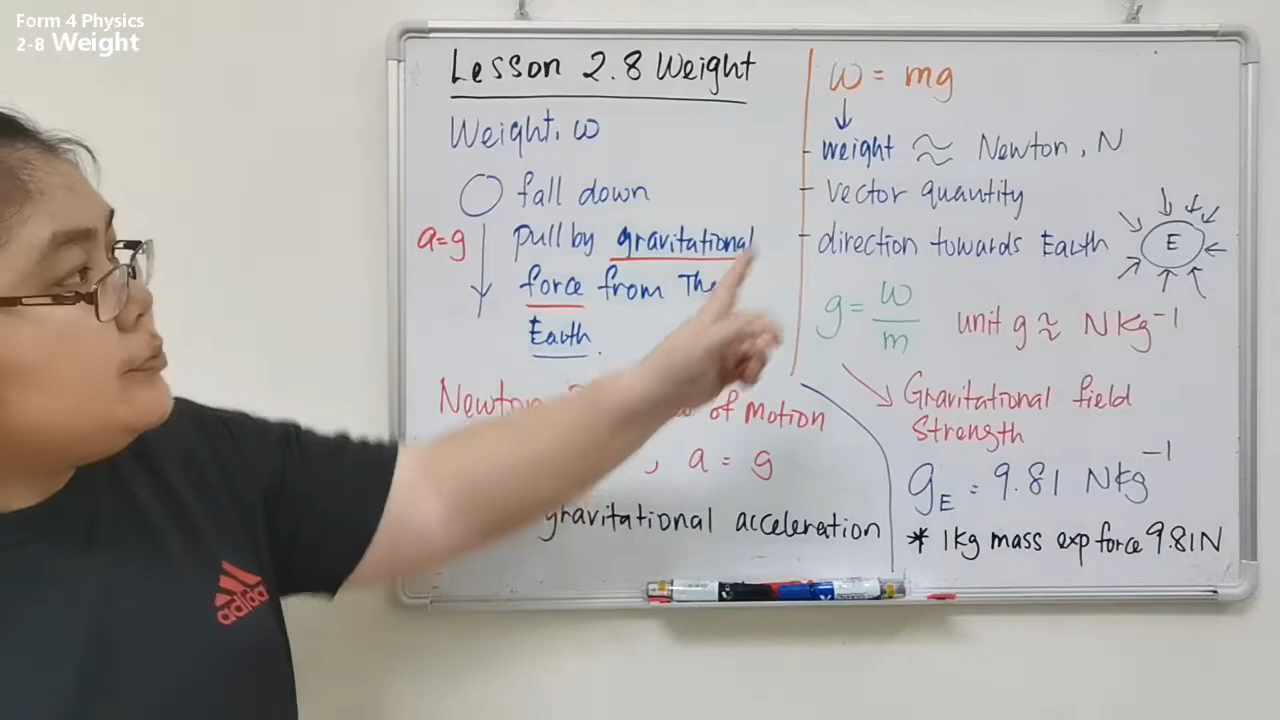 Form 4 Physics
2-8 Weight
Lesson 2.8 Weight
Weight, w
fall down
a=g
pull by gravitational
force from The
Earth.
Newton of Motion
, a = g
gravitational acceleration
w = mg
weight ≈ Newton, N
- vector quantity
- direction towards Earth
E
g = w/m
unit g ≈ N kg⁻¹
Gravitational field
Strength
gE = 9.81 N kg⁻¹
* 1kg mass exp force 9.81N
adidas